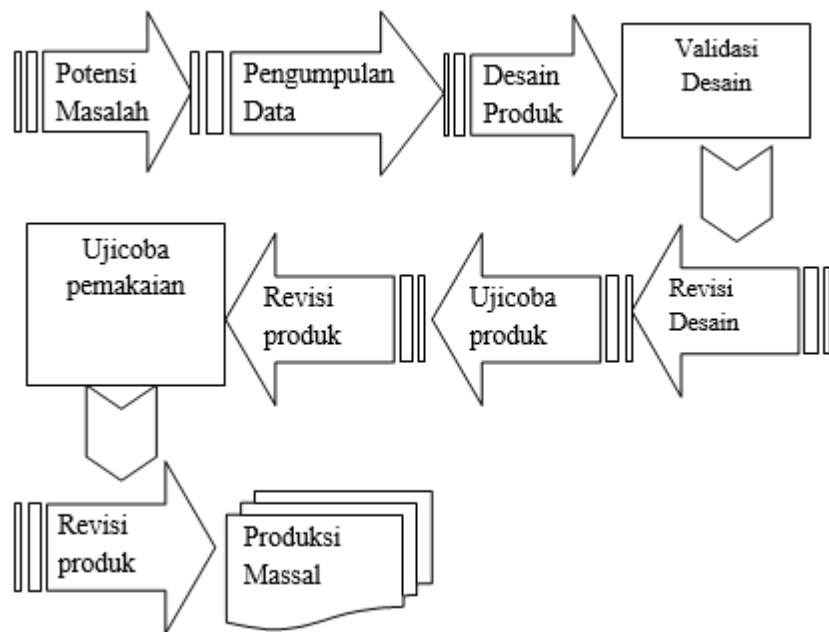 Potensi
Masalah
Pengumpulan
Data
Desain
Produk
Validasi
Desain
Revisi
Desain
Ujicoba
produk
Revisi
produk
Ujicoba
pemakaian
Revisi
produk
Produksi
Massal